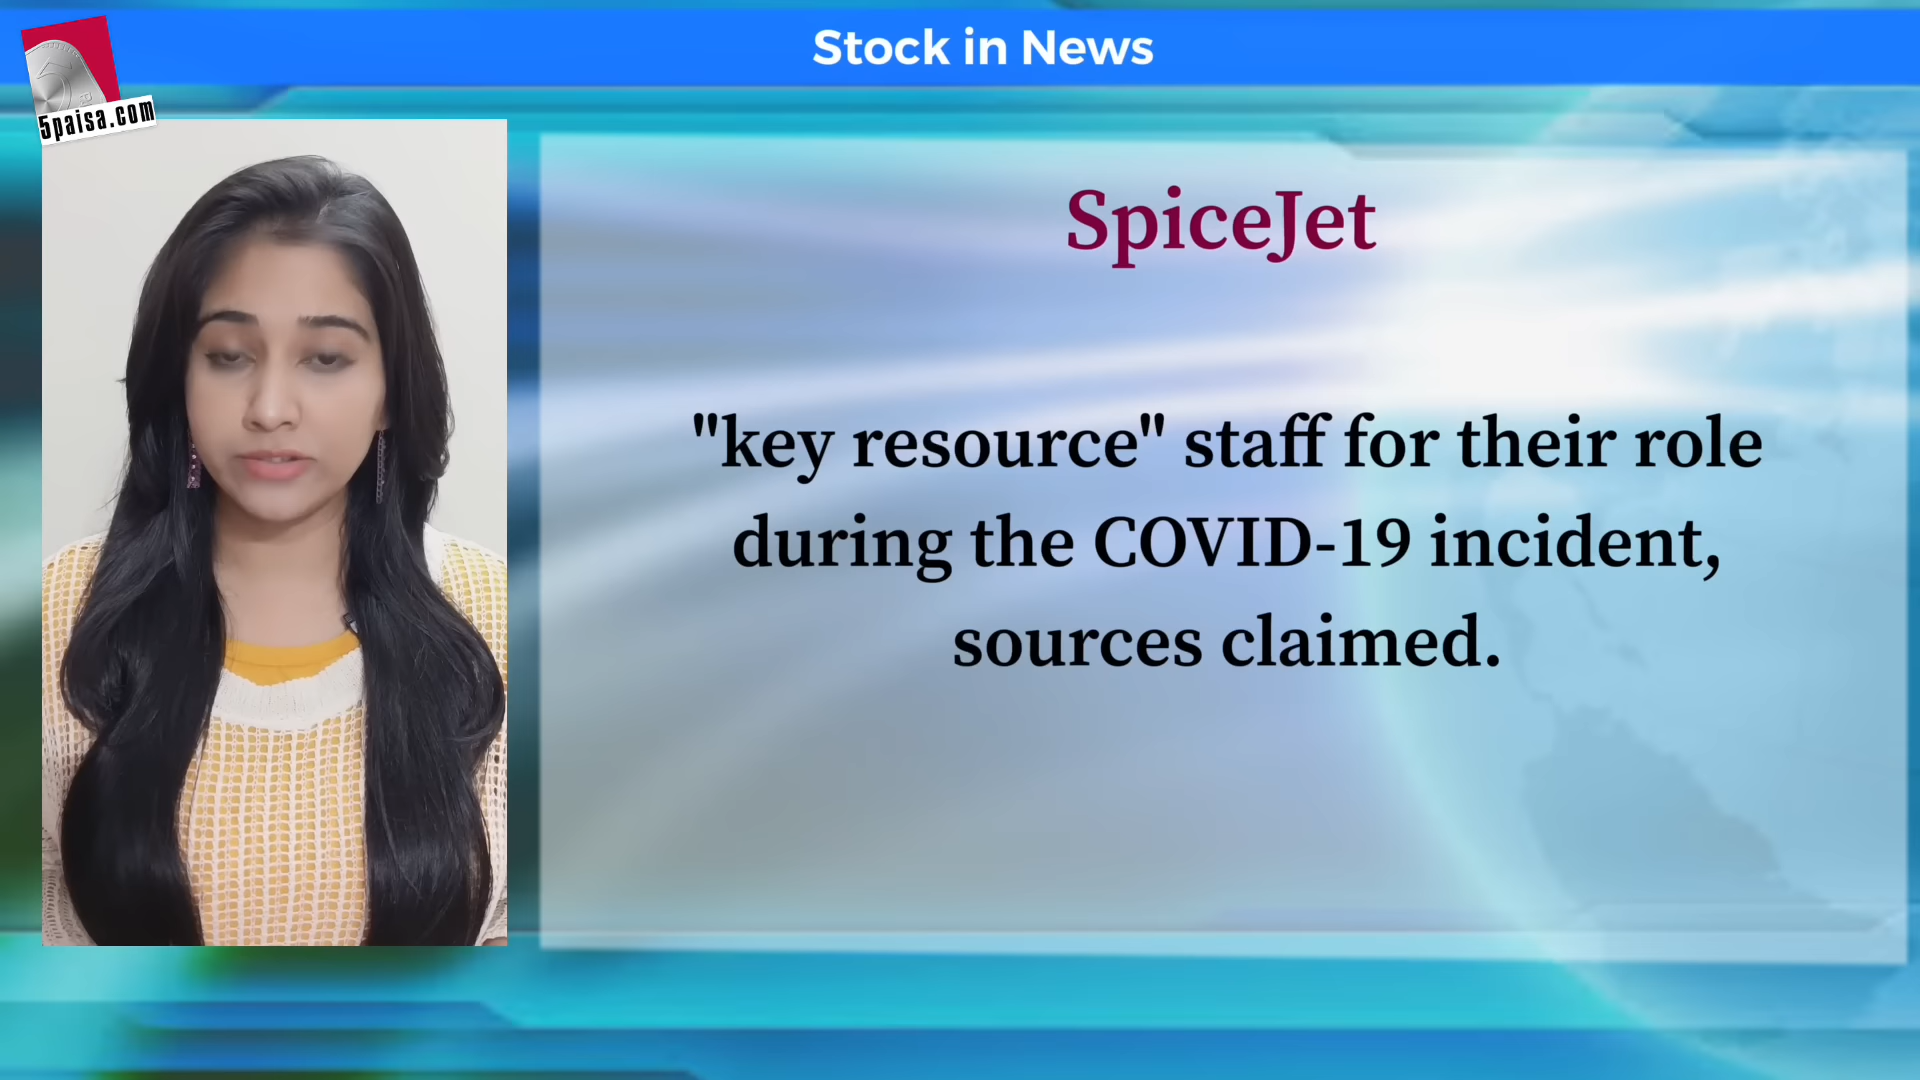 Stock in News
5paisa.com
SpiceJet
"key resource" staff for their role
during the COVID-19 incident,
sources claimed.